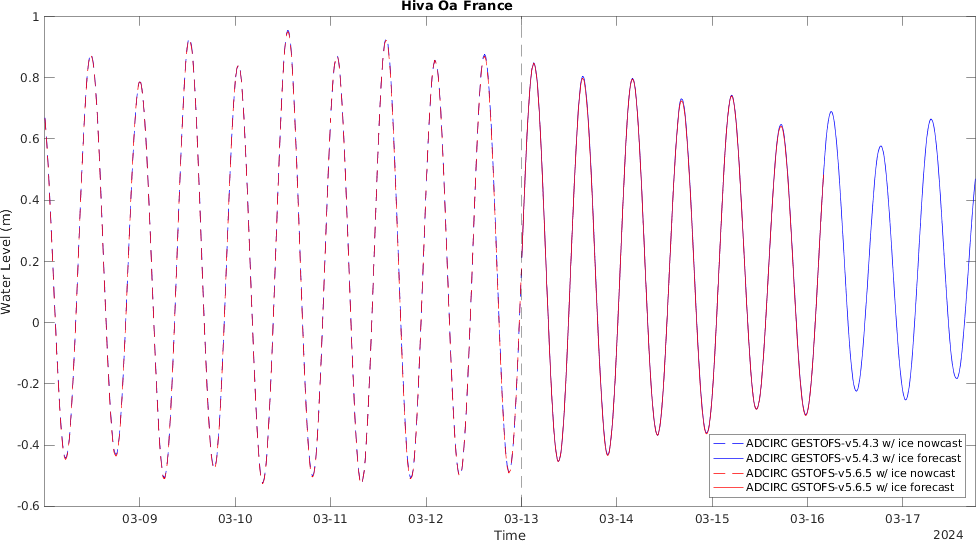 Hiva Oa France
Water Level (m)
1
0.8
0.6
0.4
0.2
0
-0.2
-0.4
-0.6
ADCIRC GESTOFS-v5.4.3 w/ ice nowcast
ADCIRC GESTOFS-v5.4.3 w/ ice forecast
ADCIRC GSTOFS-v5.6.5 w/ ice nowcast
ADCIRC GSTOFS-v5.6.5 w/ ice forecast
03-09 03-10 03-11 03-12 03-13 03-14 03-15 03-16 03-17
Time
2024